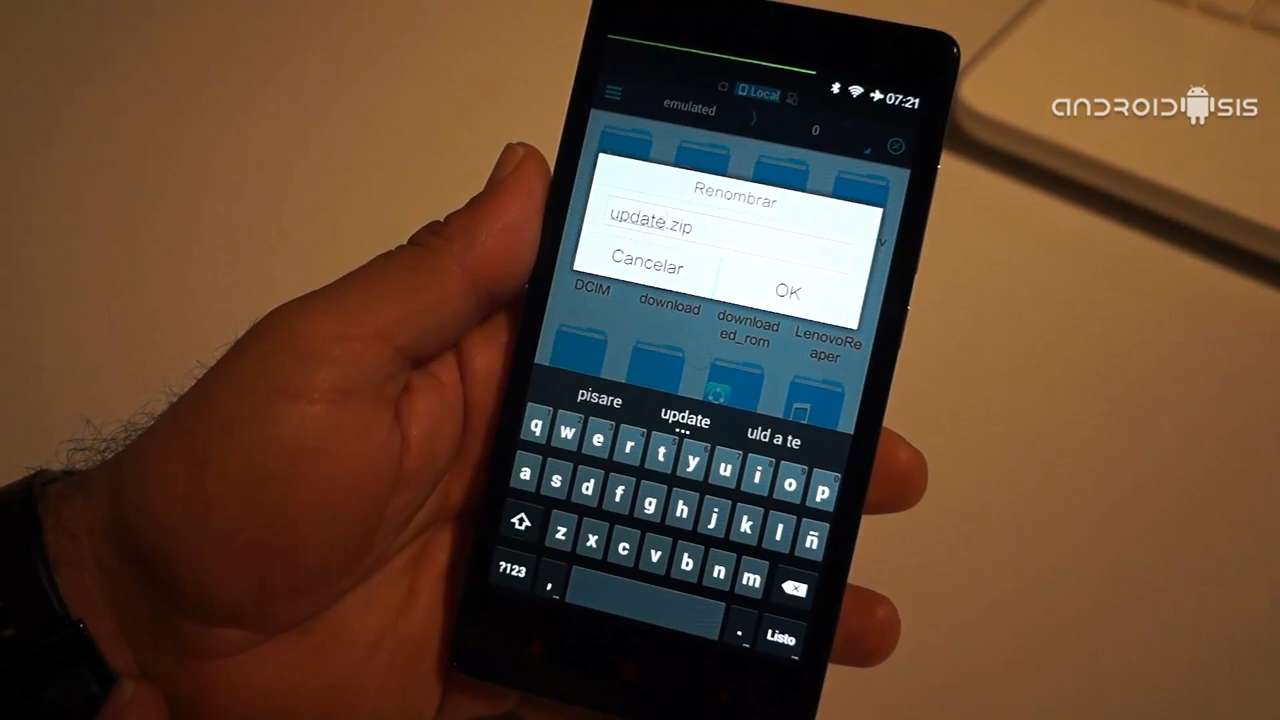 ANDROIDSIS
Local
07:21
emulated
0
Renombrar
update.zip
Cancelar
OK
DCIM
download
download
ed_rom
LenovoRe
aper
pisare
update
uld a te
q w e r t y u i o p
a s d f g h j k l ñ
z x c v b n m
?123
,
.
Listo